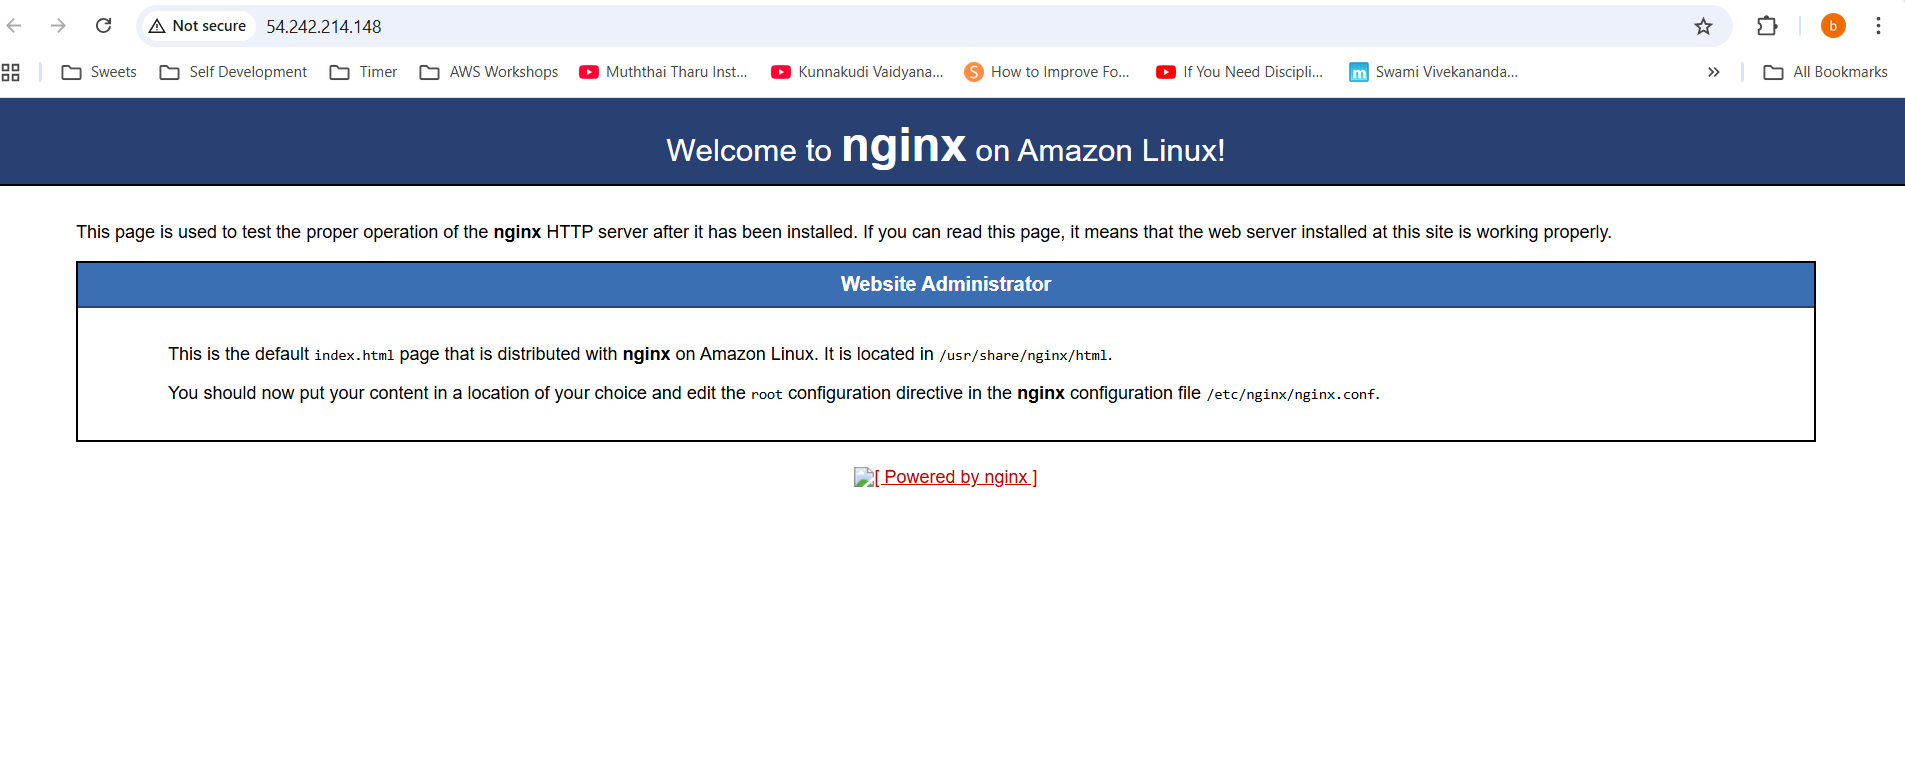 Not secure 54.242.214.148 b
Sweets Self Development Timer AWS Workshops Muththai Tharu Inst... Kunnakudi Vaidyana... S How to Improve Fo... If You Need Discipli... m Swami Vivekananda... » All Bookmarks
Welcome to nginx on Amazon Linux!
This page is used to test the proper operation of the nginx HTTP server after it has been installed. If you can read this page, it means that the web server installed at this site is working properly.
Website Administrator
This is the default index.html page that is distributed with nginx on Amazon Linux. It is located in /usr/share/nginx/html.
You should now put your content in a location of your choice and edit the root configuration directive in the nginx configuration file /etc/nginx/nginx.conf.
[ Powered by nginx ]